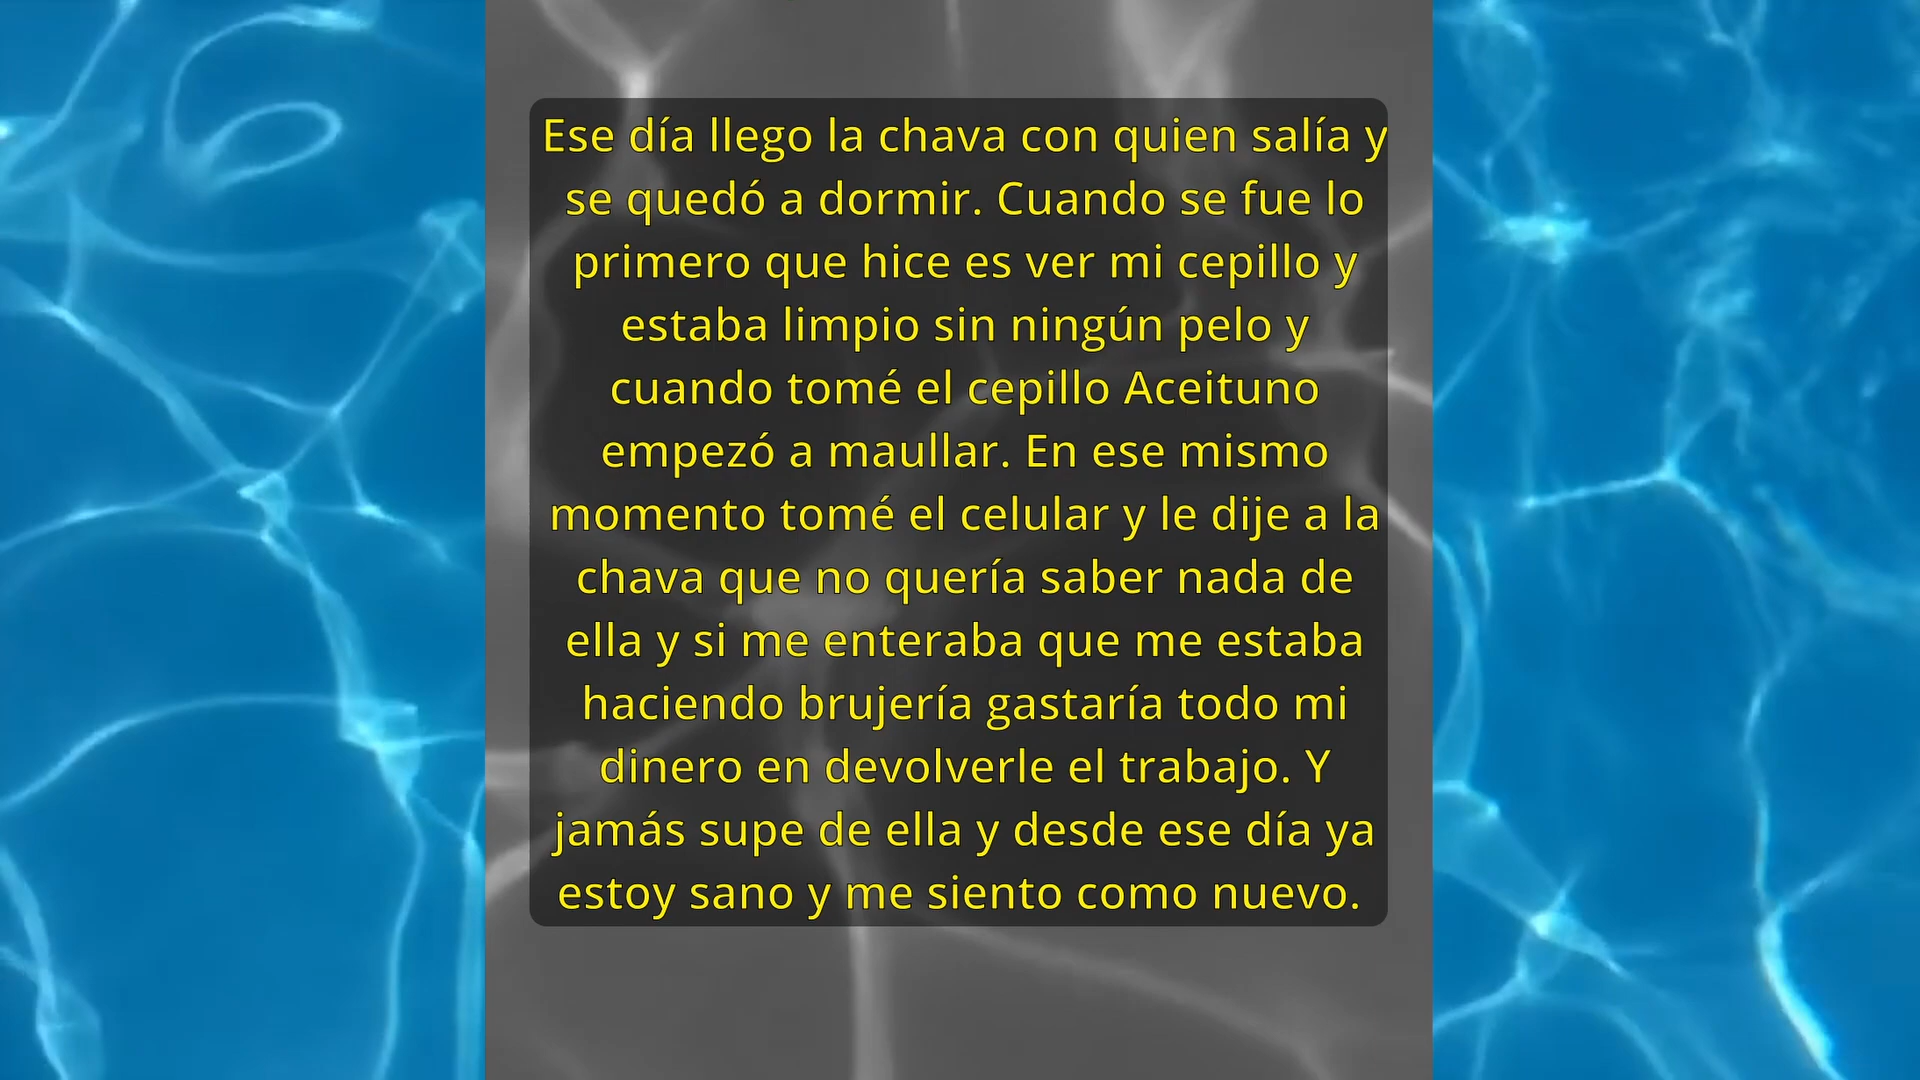 Ese día llego la chava con quien salía y
se quedó a dormir. Cuando se fue lo
primero que hice es ver mi cepillo y
estaba limpio sin ningún pelo y
cuando tomé el cepillo Aceituno
empezó a maullar. En ese mismo
momento tomé el celular y le dije a la
chava que no quería saber nada de
ella y si me enteraba que me estaba
haciendo brujería gastaría todo mi
dinero en devolverle el trabajo. Y
jamás supe de ella y desde ese día ya
estoy sano y me siento como nuevo.